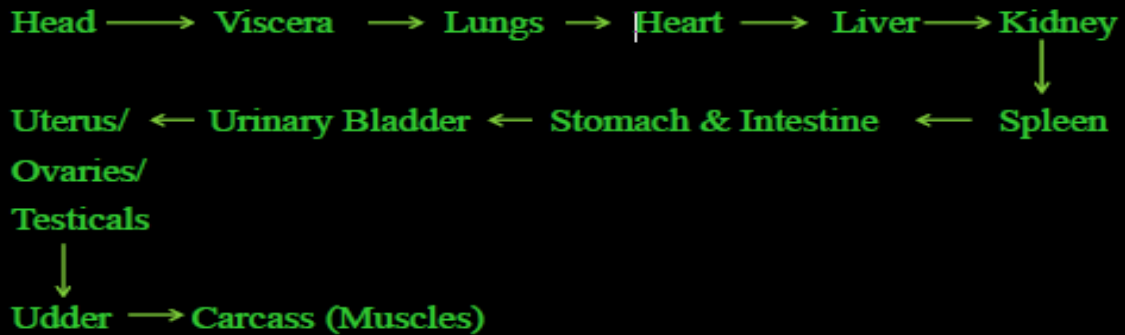 Head → Viscera → Lungs → Heart → Liver → Kidney
↓
Uterus/ ← Urinary Bladder ← Stomach & Intestine ← Spleen
Ovaries/
Testicals
↓
Udder → Carcass (Muscles)